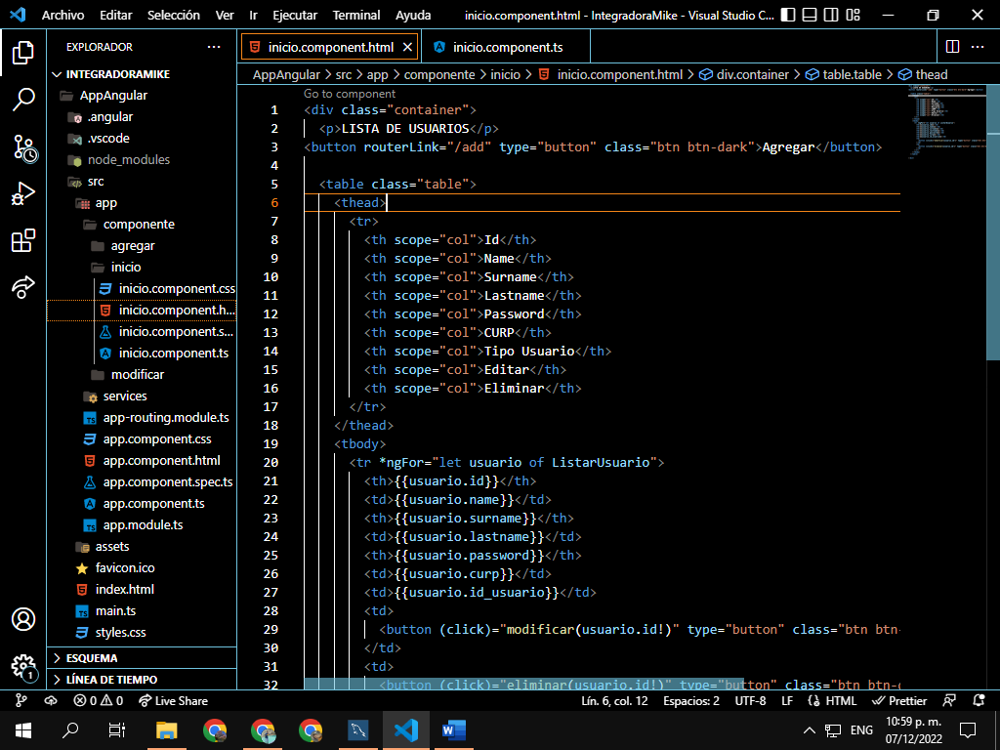 Archivo Editar Selección Ver Ir Ejecutar Terminal Ayuda inicio.component.html - IntegradoraMike - Visual Studio C...
EXPLORADOR ...
INTEGRADORAMIKE
AppAngular
.angular
.vscode
node_modules
src
app
componente
agregar
inicio
inicio.component.css
inicio.component.h...
inicio.component.s...
inicio.component.ts
modificar
services
app-routing.module.ts
app.component.css
app.component.html
app.component.spec.ts
app.component.ts
app.module.ts
assets
favicon.ico
index.html
main.ts
styles.css
ESQUEMA
LÍNEA DE TIEMPO
inicio.component.html inicio.component.ts
AppAngular > src > app > componente > inicio > inicio.component.html > div.container > table.table > thead
Go to component
1 <div class="container">
2 <p>LISTA DE USUARIOS</p>
3 <button routerLink="/add" type="button" class="btn btn-dark">Agregar</button>
4
5 <table class="table">
6 <thead>
7 <tr>
8 <th scope="col">Id</th>
9 <th scope="col">Name</th>
10 <th scope="col">Surname</th>
11 <th scope="col">Lastname</th>
12 <th scope="col">Password</th>
13 <th scope="col">CURP</th>
14 <th scope="col">Tipo Usuario</th>
15 <th scope="col">Editar</th>
16 <th scope="col">Eliminar</th>
17 </tr>
18 </thead>
19 <tbody>
20 <tr *ngFor="let usuario of ListarUsuario">
21 <th>{{usuario.id}}</th>
22 <td>{{usuario.name}}</td>
23 <th>{{usuario.surname}}</th>
24 <td>{{usuario.lastname}}</td>
25 <th>{{usuario.password}}</th>
26 <td>{{usuario.curp}}</td>
27 <td>{{usuario.id_usuario}}</td>
28 <td>
29 <button (click)="modificar(usuario.id!)" type="button" class="btn btn-
30 </td>
31 <td>
32 <button (click)="eliminar(usuario.id!)" type="button" class="btn btn-
0 0 Live Share Lín. 6, col. 12 Espacios: 2 UTF-8 LF HTML Prettier
ENG 10:59 p. m.
07/12/2022